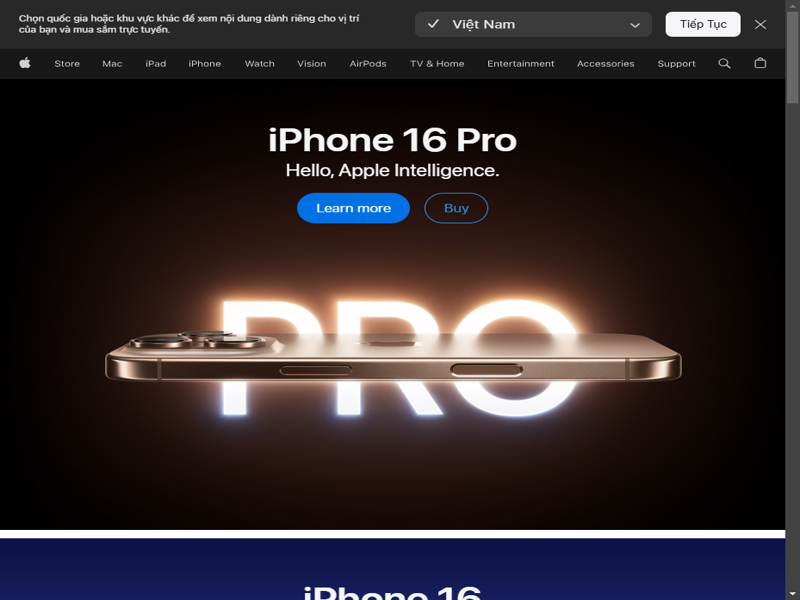 Chọn quốc gia hoặc khu vực khác để xem nội dung dành riêng cho vị trí
của bạn và mua sắm trực tuyến.
Việt Nam
Tiếp Tục
Store Mac iPad iPhone Watch Vision AirPods TV & Home Entertainment Accessories Support
iPhone 16 Pro
Hello, Apple Intelligence.
Learn more Buy
PRO
iPhone 16